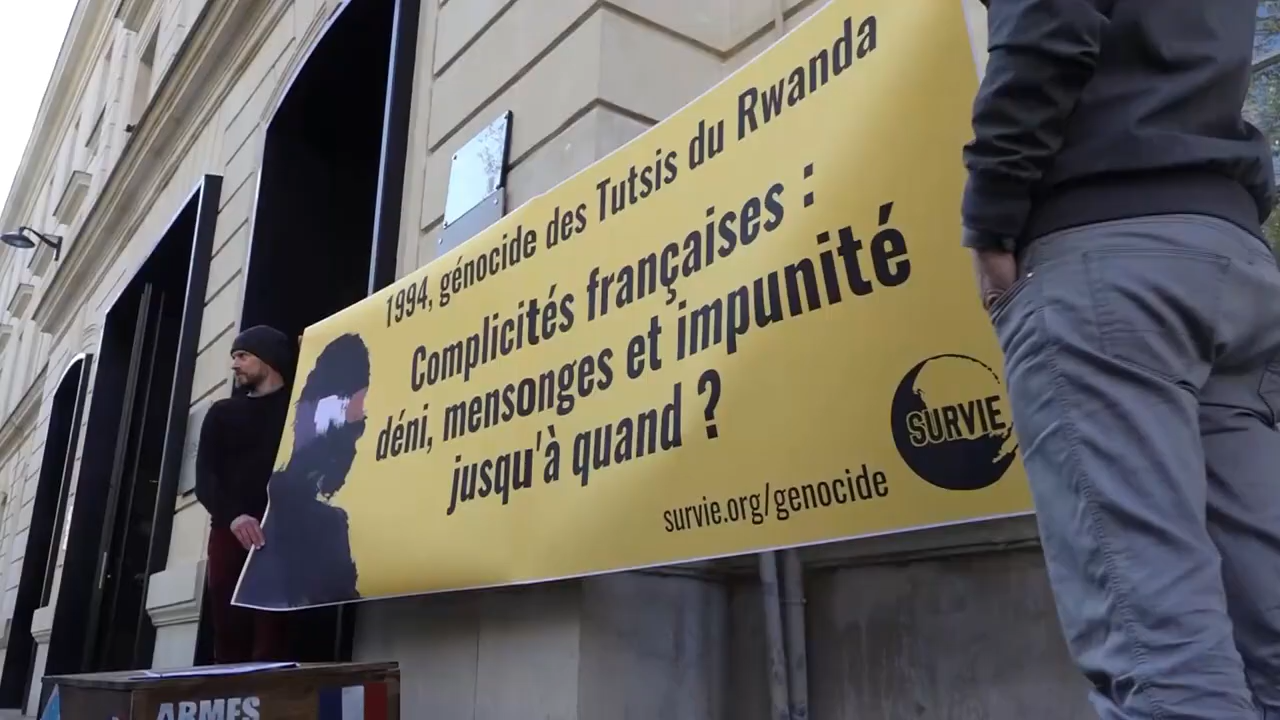 1994, génocide des Tutsis du Rwanda
Complicités françaises :
déni, mensonges et impunité
jusqu'à quand ?
SURVIE
survie.org/genocide
ARMES